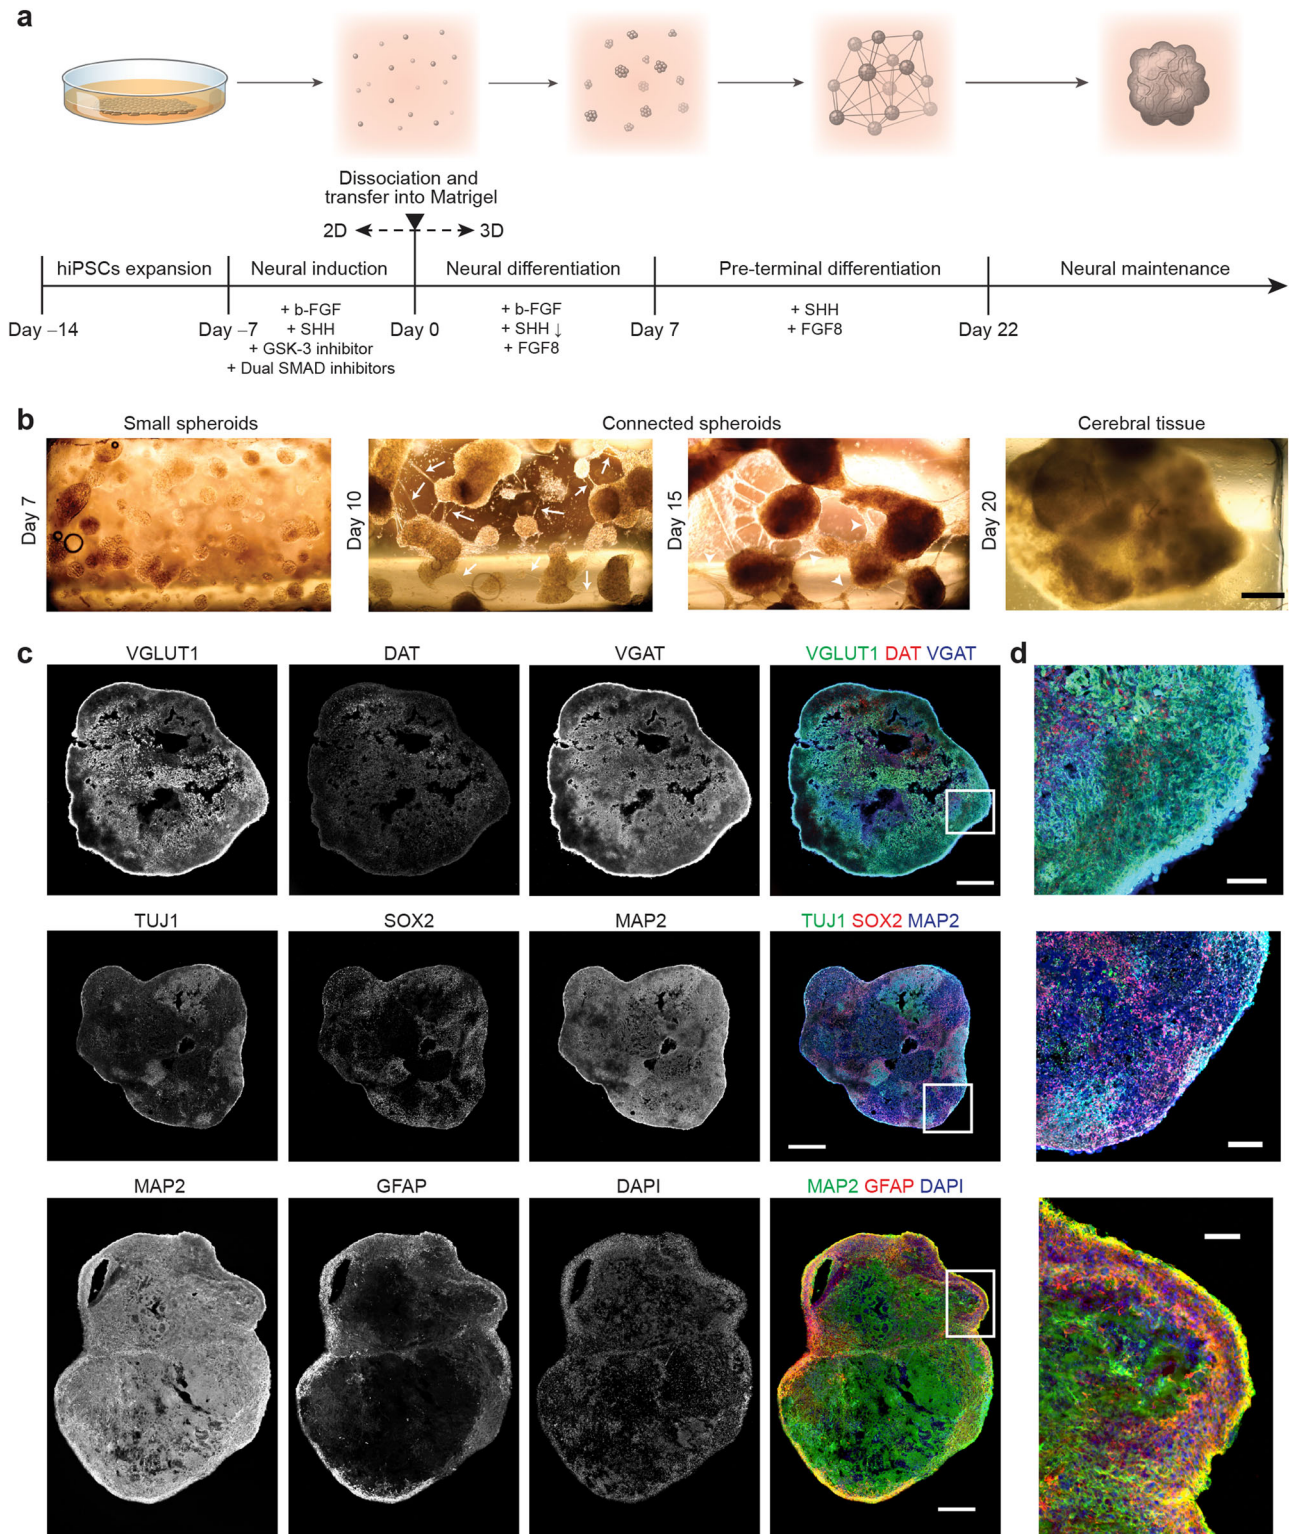 a
Dissociation and
transfer into Matrigel
2D
3D
hiPSCs expansion
Neural induction
Neural differentiation
Pre-terminal differentiation
Neural maintenance
Day –14
Day –7
+ b-FGF
+ SHH
+ GSK-3 inhibitor
+ Dual SMAD inhibitors
Day 0
+ b-FGF
+ SHH ↓
+ FGF8
Day 7
+ SHH
+ FGF8
Day 22
b
Small spheroids
Connected spheroids
Cerebral tissue
Day 7
Day 10
Day 15
Day 20
c
VGLUT1
DAT
VGAT
VGLUT1 DAT VGAT
d
TUJ1
SOX2
MAP2
TUJ1 SOX2 MAP2
MAP2
GFAP
DAPI
MAP2 GFAP DAPI